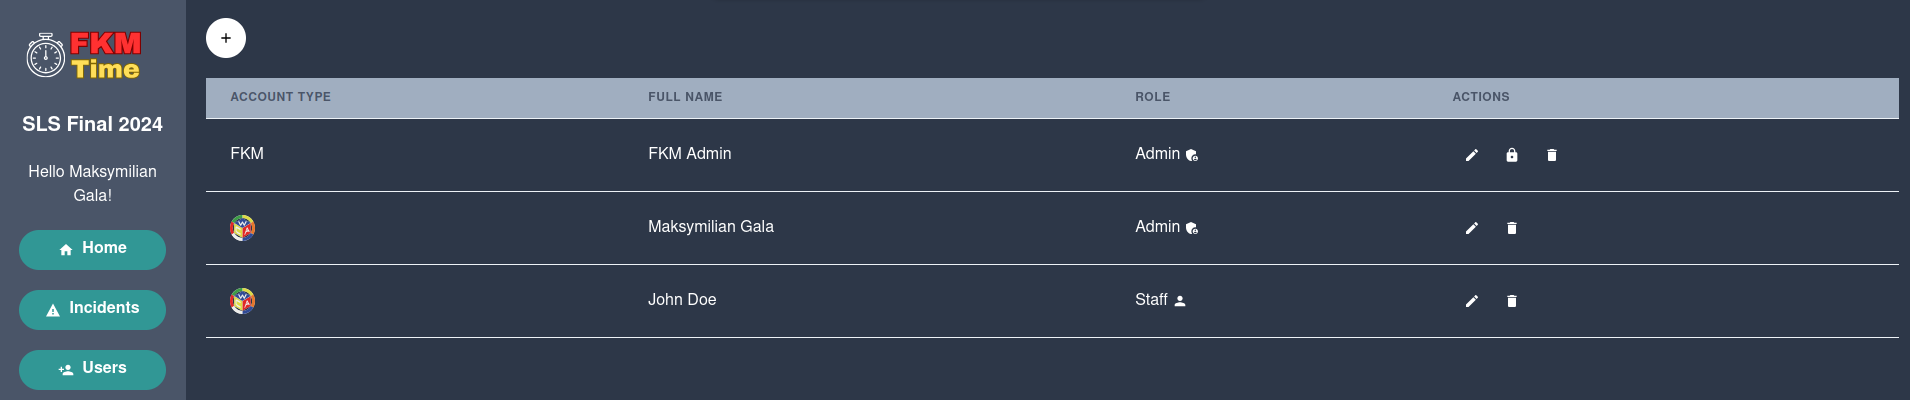 FKM
Time
SLS Final 2024
Hello Maksymilian
Gala!
Home
Incidents
Users
+
ACCOUNT TYPE FULL NAME ROLE ACTIONS
FKM FKM Admin Admin
Maksymilian Gala Admin
John Doe Staff